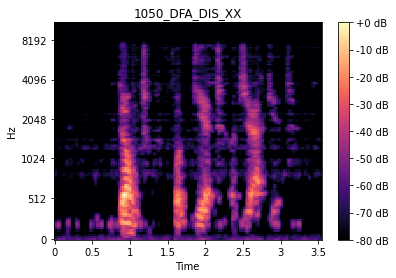 1050_DFA_DIS_XX
Hz
8192
4096
2048
1024
512
0
0 0.5 1 1.5 2 2.5 3 3.5
Time
+0 dB
-10 dB
-20 dB
-30 dB
-40 dB
-50 dB
-60 dB
-70 dB
-80 dB